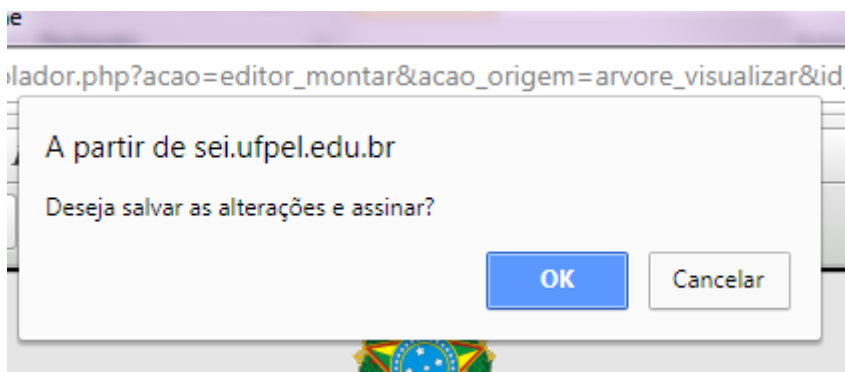 olador.php?acao=editor_montar&acao_origem=arvore_visualizar&id_
A partir de sei.ufpel.edu.br
Deseja salvar as alterações e assinar?
OK
Cancelar